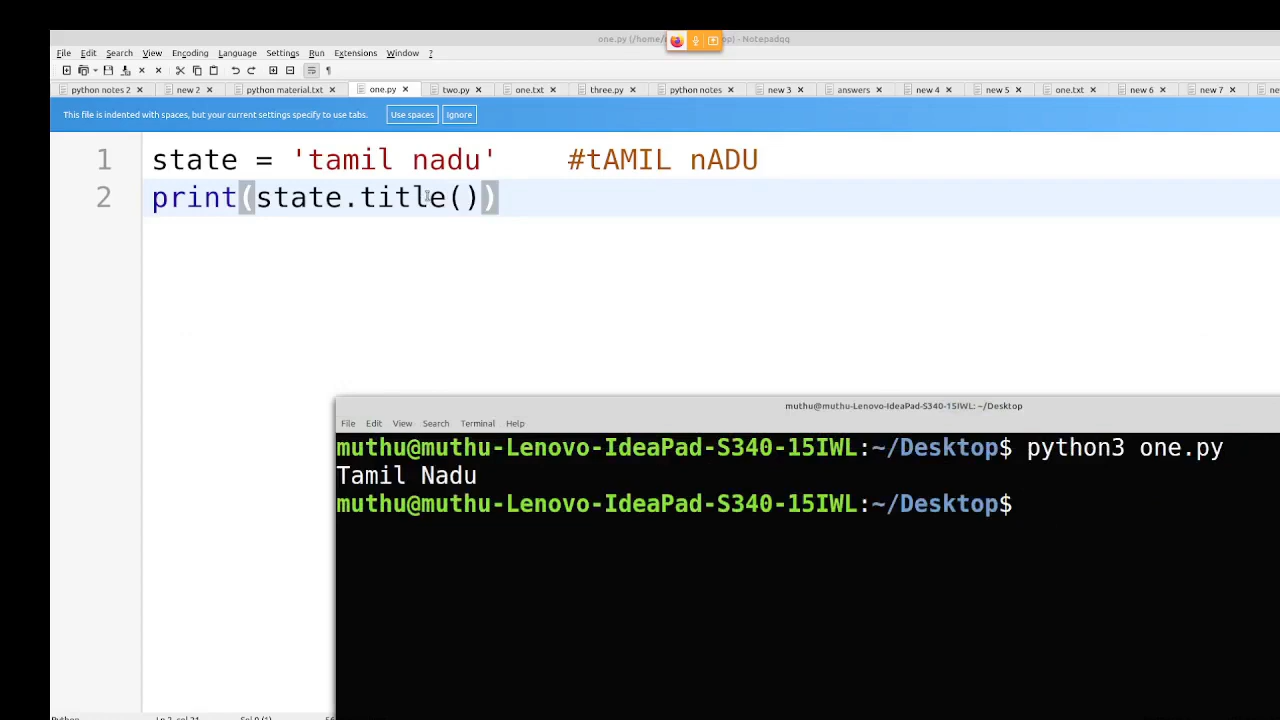 one.py (/home/ op) - Notepadqq
File Edit Search View Encoding Language Settings Run Extensions Window ?
python notes 2 new 2 python material.txt one.py two.py one.txt three.py python notes new 3 answers new 4 new 5 one.txt new 6 new 7
This file is indented with spaces, but your current settings specify to use tabs. Use spaces Ignore
1 state = 'tamil nadu' #tAMIL nADU
2 print(state.title())
muthu@muthu-Lenovo-IdeaPad-S340-15IWL: ~/Desktop
File Edit View Search Terminal Help
muthu@muthu-Lenovo-IdeaPad-S340-15IWL:~/Desktop$ python3 one.py
Tamil Nadu
muthu@muthu-Lenovo-IdeaPad-S340-15IWL:~/Desktop$